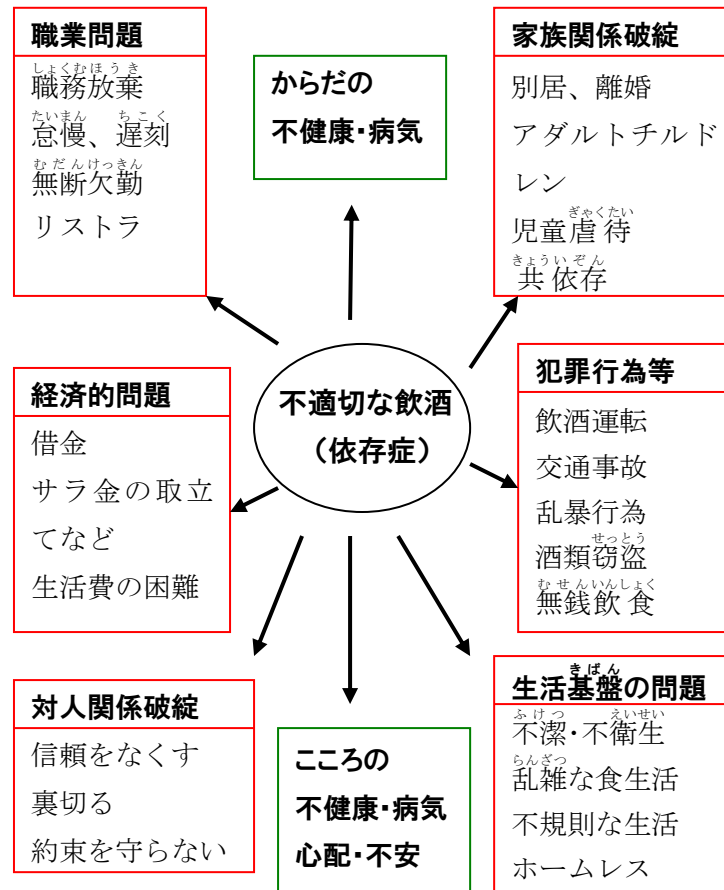 職業問題
しょくむほうき
職務放棄
たいまん ちこく
怠慢、遅刻
むだんけっきん
無断欠勤
リストラ
からだの
不健康・病気
家族関係破綻
別居、離婚
アダルトチルド
レン
ぎゃくたい
児童虐待
きょういぞん
共依存
経済的問題
借金
サラ金の取立
てなど
生活費の困難
不適切な飲酒
（依存症）
犯罪行為等
飲酒運転
交通事故
乱暴行為
せっとう
酒類窃盗
むせんいんしょく
無銭飲食
対人関係破綻
信頼をなくす
裏切る
約束を守らない
こころの
不健康・病気
心配・不安
きばん
生活基盤の問題
ふけつ えいせい
不潔・不衛生
らんざつ
乱雑な食生活
不規則な生活
ホームレス